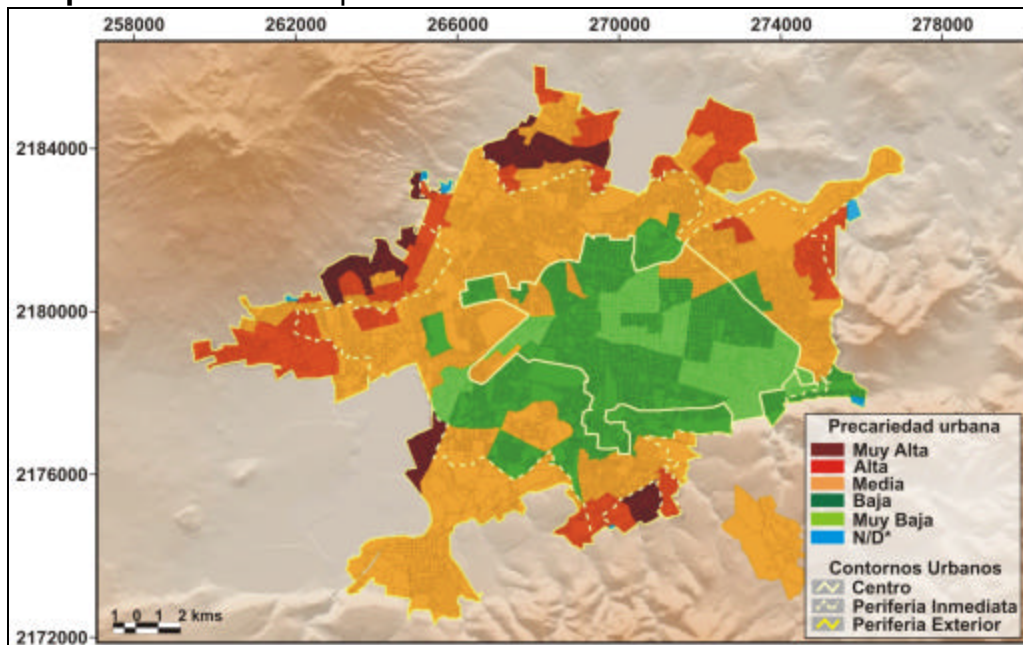 258000 262000 266000 270000 274000 278000
2184000
2180000
2176000
2172000
Precariedad urbana
Muy Alta
Alta
Media
Baja
Muy Baja
N/D*
Contornos Urbanos
Centro
Periferia Inmediata
Periferia Exterior
1 0 1 2 kms